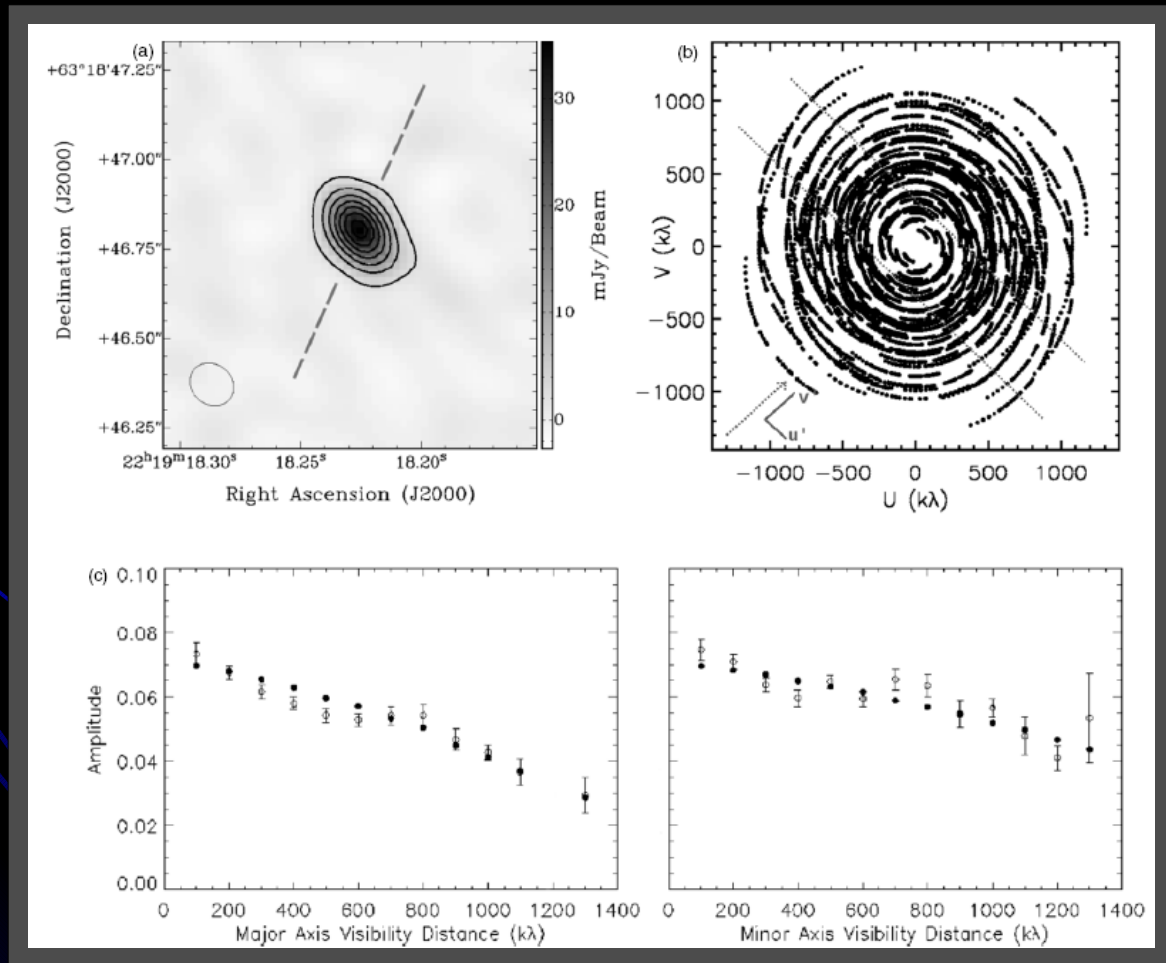 (a)
+63°18'47.25"
+47.00"
+46.75"
+46.50"
+46.25"
Declination (J2000)
22ʰ19ᵐ18.30ˢ 18.25ˢ 18.20ˢ
Right Ascension (J2000)
30
20
10
0
mJy/Beam
(b)
1000
500
0
−500
−1000
V (kλ)
v
u'
−1000 −500 0 500 1000
U (kλ)
(c)
0.10
0.08
0.06
0.04
0.02
0.00
Amplitude
0 200 400 600 800 1000 1200 1400
Major Axis Visibility Distance (kλ)
0 200 400 600 800 1000 1200 1400
Minor Axis Visibility Distance (kλ)